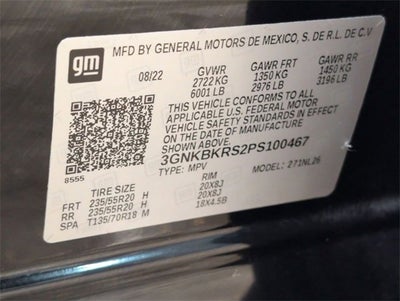 gm
MFD BY GENERAL MOTORS DE MEXICO, S. DE R.L. DE C.V
08/22 GVWR GAWR FRT GAWR RR
2722 KG 1350 KG 1450 KG
6001 LB 2976 LB 3196 LB
THIS VEHICLE CONFORMS TO ALL
APPLICABLE U.S. FEDERAL MOTOR
VEHICLE SAFETY STANDARDS IN EFFECT
ON THE DATE OF MANUFACTURE
SHOWN ABOVE.
3GNKBKRS2PS100467
8555 TYPE: MPV MODEL: 271NL26
TIRE SIZE RIM
FRT 235/55R20 H 20X8J
RR 235/55R20 H 20X8J
SPA T135/70R18 M 18X4.5B